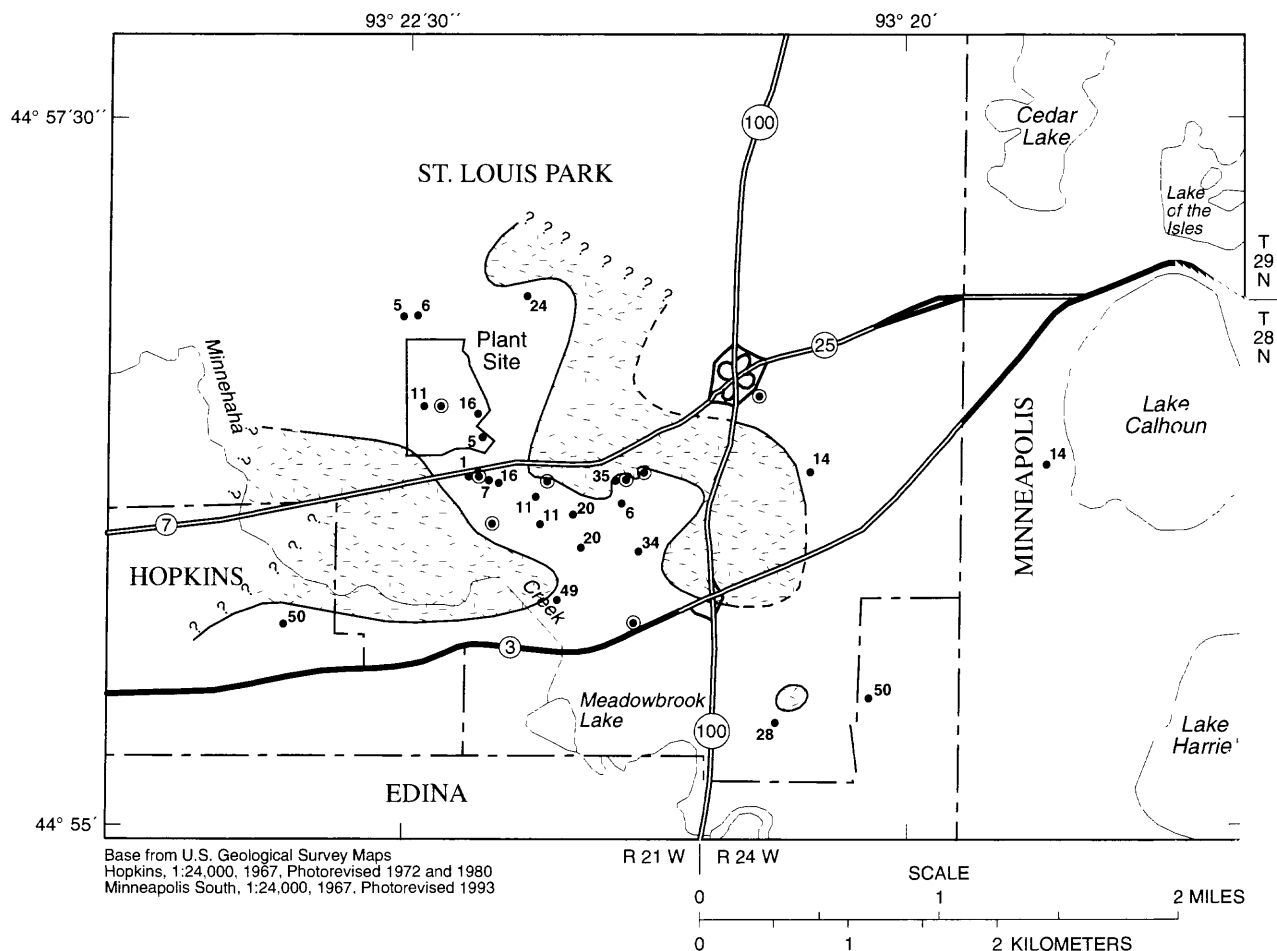 93° 22′30′′
93° 20′
44° 57′30′′
100
Cedar
Lake
ST. LOUIS PARK
Lake
of the
Isles
T
29
N
T
28
N
? ? ? ? ? ? ? ?
5 6
24
Plant
Site
25
Minnehaha
11
16
5
?
?
?
?
?
?
?
?
?
Lake
Calhoun
MINNEAPOLIS
14
14
1
7
16
35
6
11
11
20
20
34
7
HOPKINS
49
Creek
50
3
Meadowbrook
Lake
100
28
50
Lake
Harrie
EDINA
44° 55′
Base from U.S. Geological Survey Maps
Hopkins, 1:24,000, 1967, Photorevised 1972 and 1980
Minneapolis South, 1:24,000, 1967, Photorevised 1993
R 21 W R 24 W
SCALE
0 1 2 MILES
0 1 2 KILOMETERS